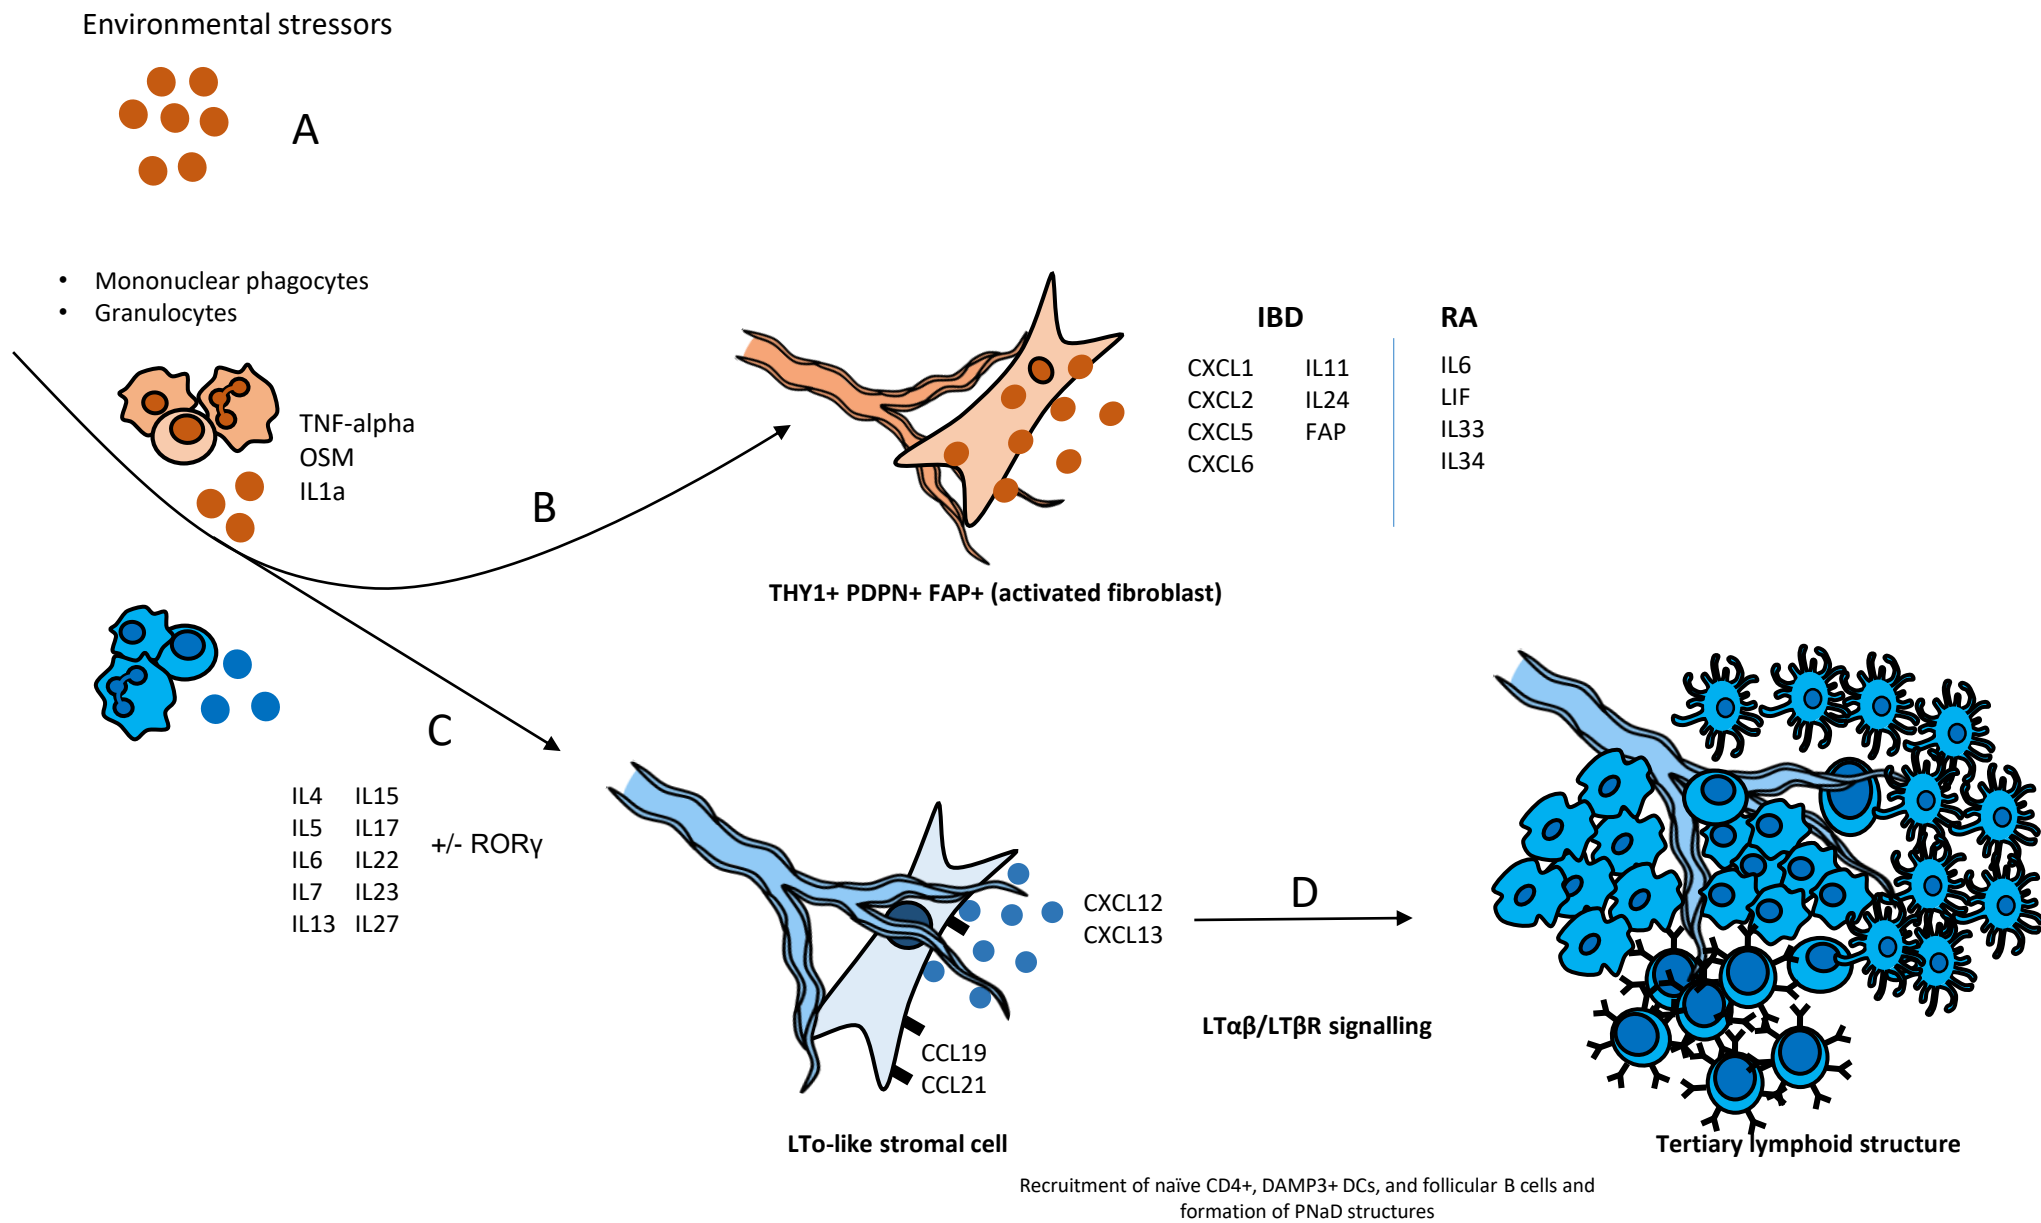 Environmental stressors
A
• Mononuclear phagocytes
• Granulocytes
TNF-alpha
OSM
IL1a
B
IBD
RA
CXCL1 IL11
CXCL2 IL24
CXCL5 FAP
CXCL6
IL6
LIF
IL33
IL34
THY1+ PDPN+ FAP+ (activated fibroblast)
C
IL4 IL15
IL5 IL17
IL6 IL22
IL7 IL23
IL13 IL27
+/- RORγ
CXCL12
CXCL13
CCL19
CCL21
LTo-like stromal cell
D
LTαβ/LTβR signalling
Tertiary lymphoid structure
Recruitment of naïve CD4+, DAMP3+ DCs, and follicular B cells and
formation of PNaD structures